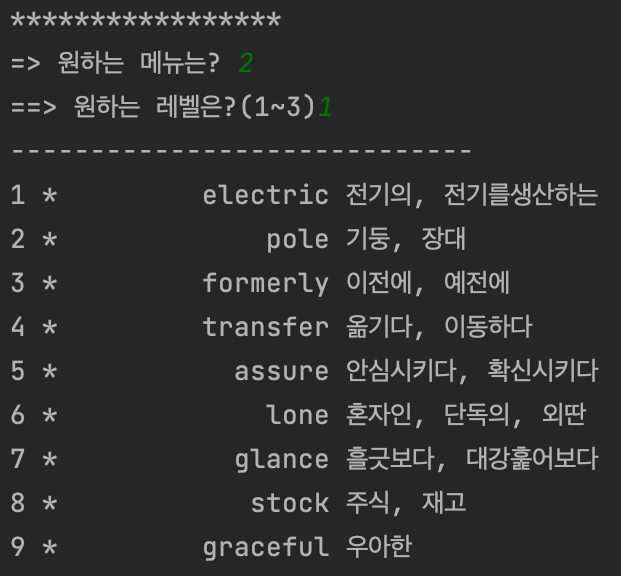 *****************
=> 원하는 메뉴는? 2
==> 원하는 레벨은?(1~3)1
-----------------------------
1 * electric 전기의, 전기를생산하는
2 * pole 기둥, 장대
3 * formerly 이전에, 예전에
4 * transfer 옮기다, 이동하다
5 * assure 안심시키다, 확신시키다
6 * lone 혼자인, 단독의, 외딴
7 * glance 흘긋보다, 대강훑어보다
8 * stock 주식, 재고
9 * graceful 우아한